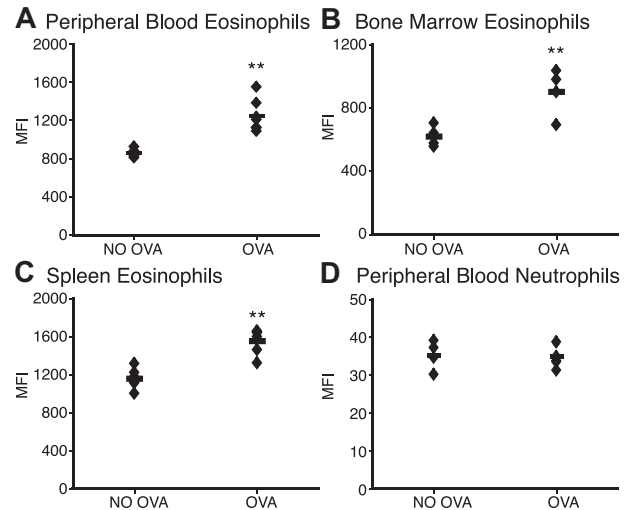 A Peripheral Blood Eosinophils
2000
1600
1200
800
400
0
MFI
**
NO OVA
OVA
B Bone Marrow Eosinophils
1200
800
400
0
MFI
**
NO OVA
OVA
C Spleen Eosinophils
2000
1600
1200
800
400
0
MFI
**
NO OVA
OVA
D Peripheral Blood Neutrophils
50
40
30
20
10
0
MFI
NO OVA
OVA